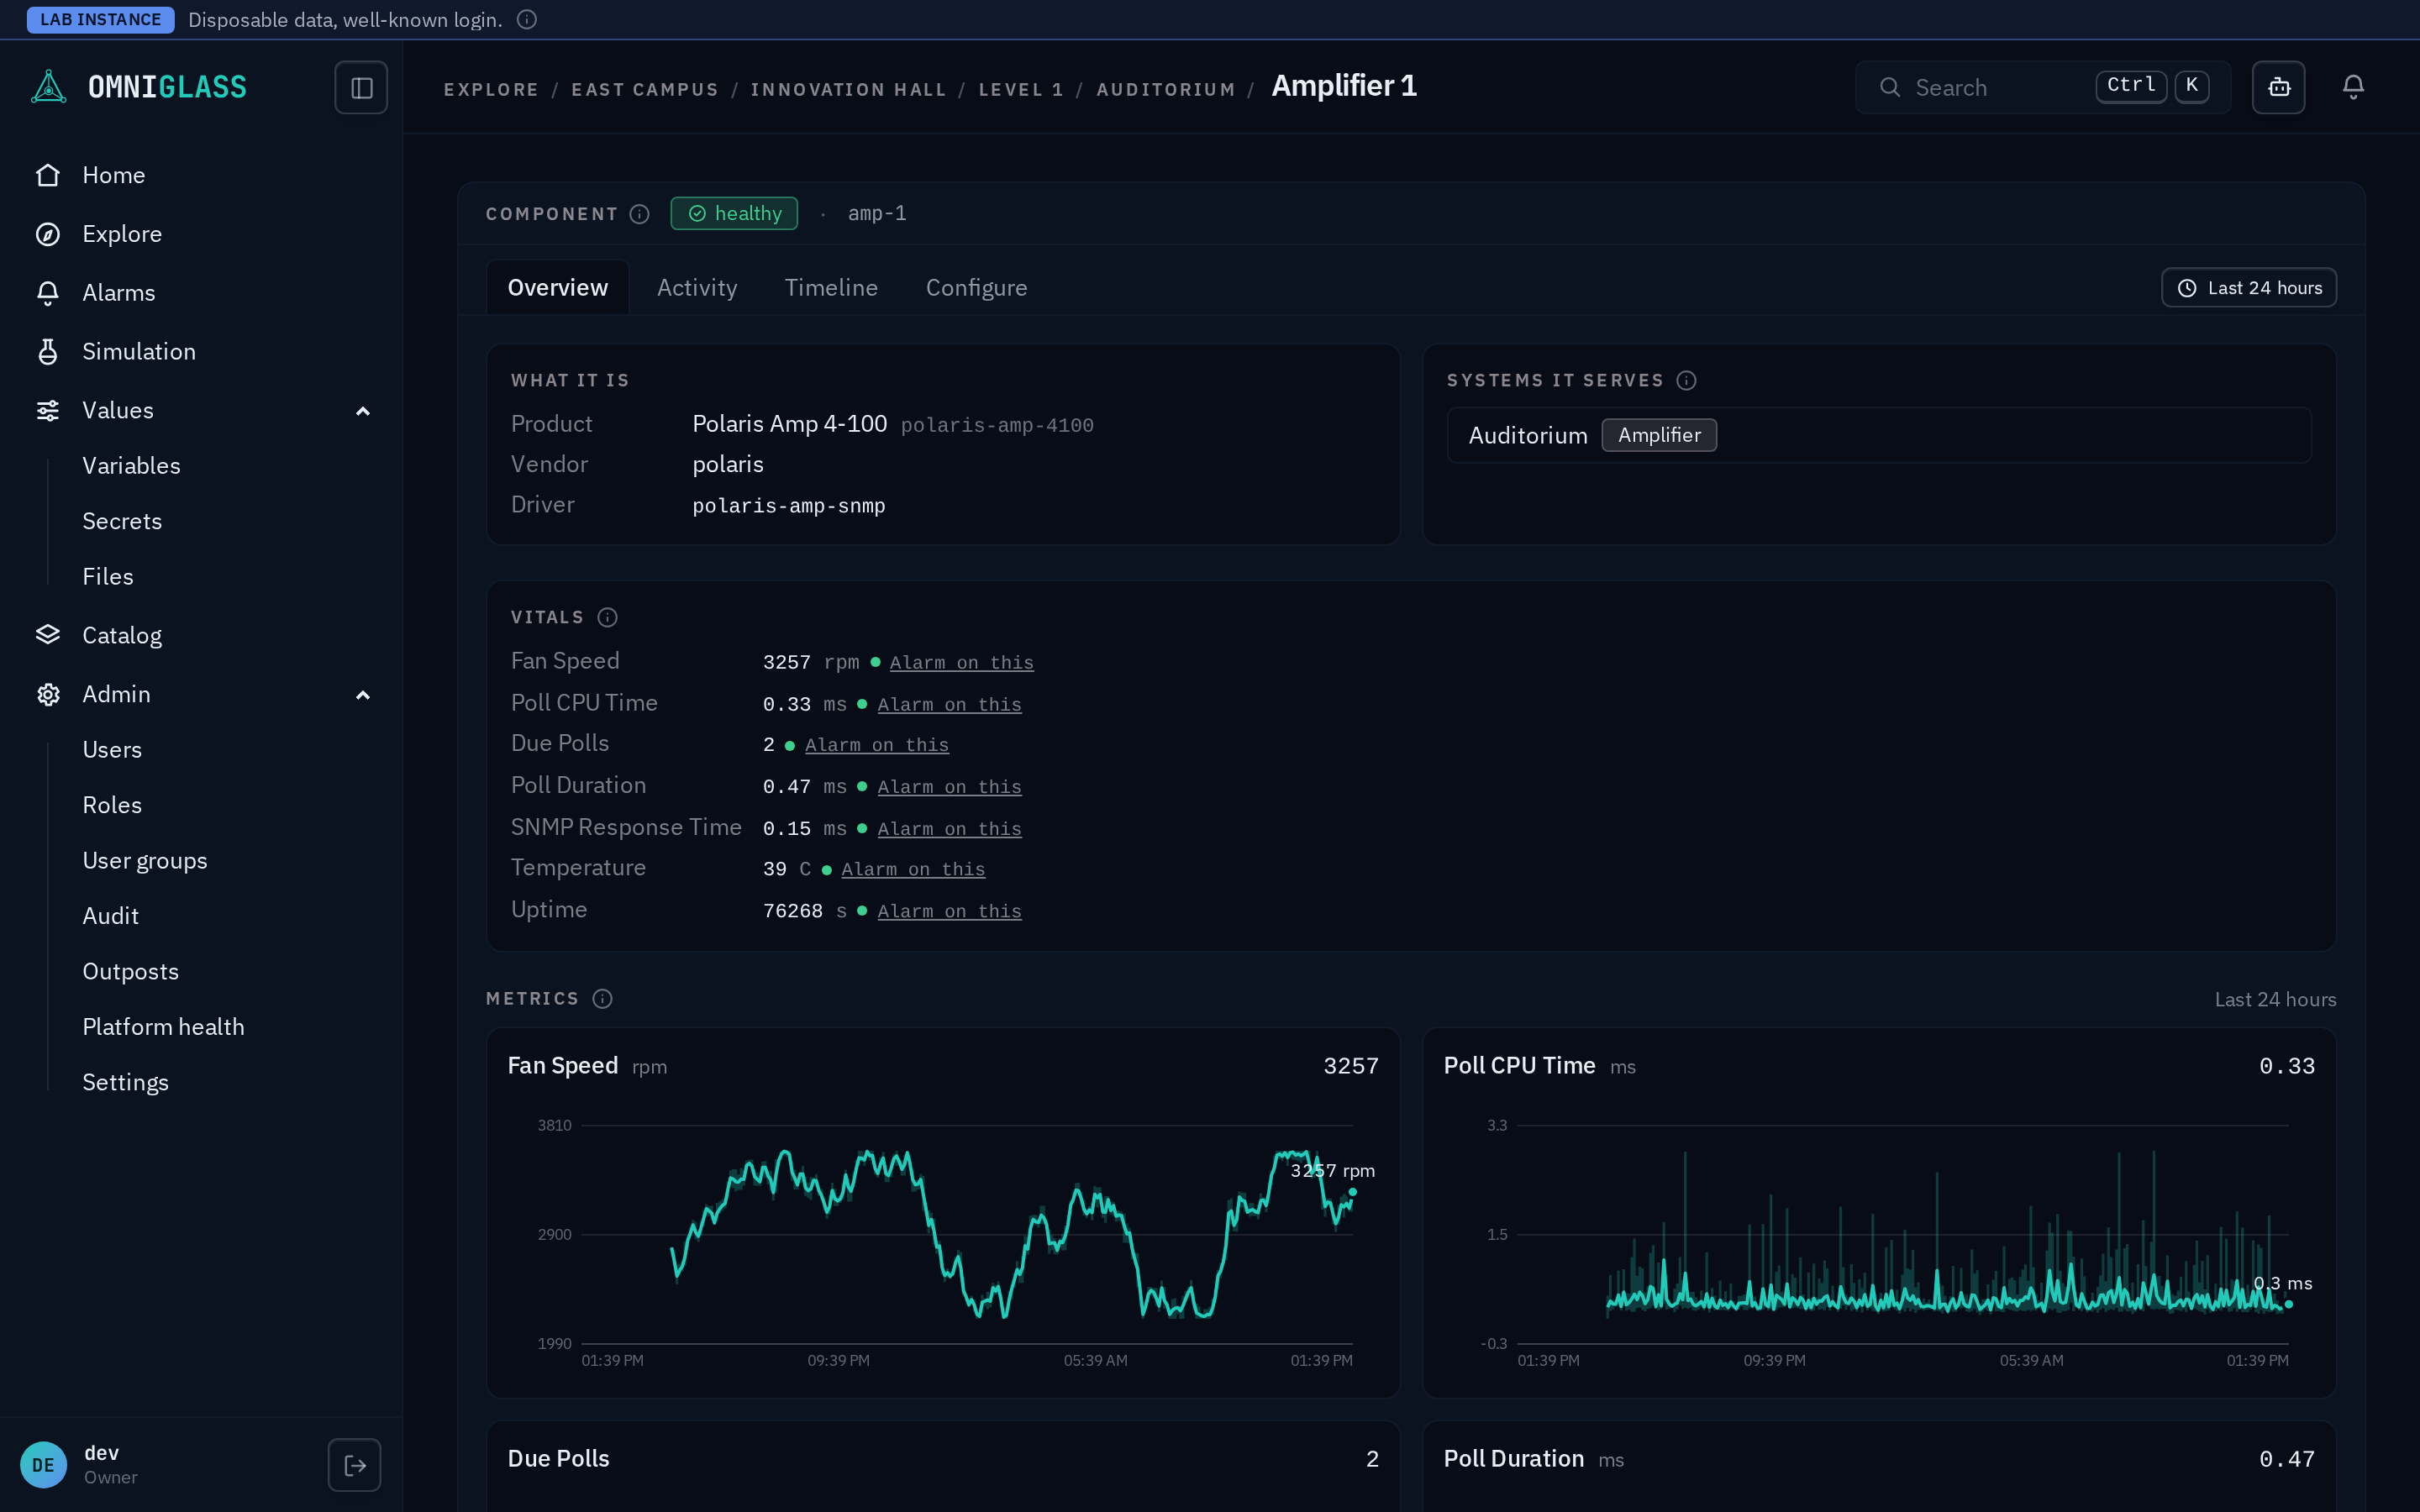 LAB INSTANCE Disposable data, well-known login.
OMNIGLASS
EXPLORE / EAST CAMPUS / INNOVATION HALL / LEVEL 1 / AUDITORIUM / Amplifier 1
Search Ctrl K
Home
Explore
Alarms
Simulation
Values
Variables
Secrets
Files
Catalog
Admin
Users
Roles
User groups
Audit
Outposts
Platform health
Settings
DE dev
Owner
COMPONENT healthy · amp-1
Overview Activity Timeline Configure Last 24 hours
WHAT IT IS
Product Polaris Amp 4-100 polaris-amp-4100
Vendor polaris
Driver polaris-amp-snmp
SYSTEMS IT SERVES
Auditorium Amplifier
VITALS
Fan Speed 3257 rpm Alarm on this
Poll CPU Time 0.33 ms Alarm on this
Due Polls 2 Alarm on this
Poll Duration 0.47 ms Alarm on this
SNMP Response Time 0.15 ms Alarm on this
Temperature 39 C Alarm on this
Uptime 76268 s Alarm on this
METRICS Last 24 hours
Fan Speed rpm 3257
3810
3257 rpm
2900
1990
01:39 PM 09:39 PM 05:39 AM 01:39 PM
Poll CPU Time ms 0.33
3.3
1.5
0.3 ms
-0.3
01:39 PM 09:39 PM 05:39 AM 01:39 PM
Due Polls 2
Poll Duration ms 0.47